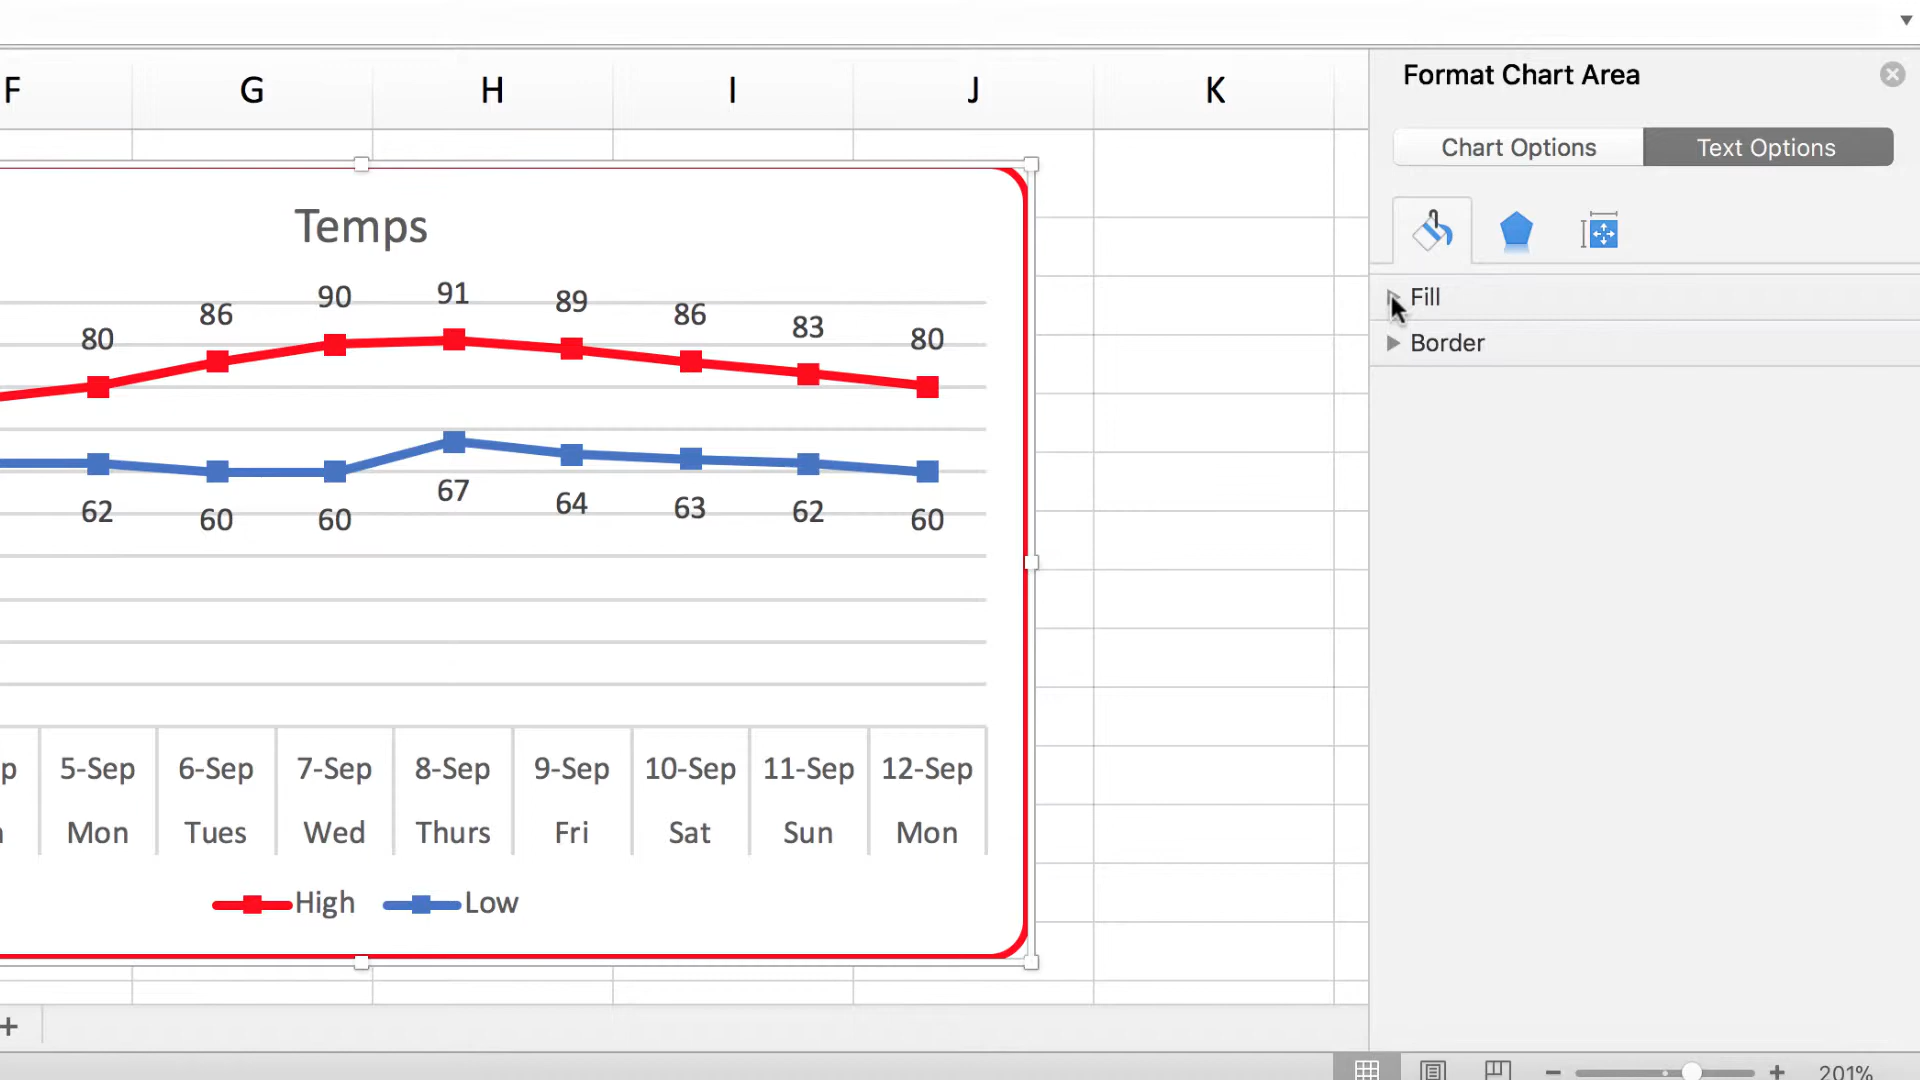 F G H I J K
Format Chart Area
Chart Options Text Options
Fill
Border
Temps
80 86 90 91 89 86 83 80
62 60 60 67 64 63 62 60
p 5-Sep 6-Sep 7-Sep 8-Sep 9-Sep 10-Sep 11-Sep 12-Sep
Mon Tues Wed Thurs Fri Sat Sun Mon
High Low
+
− + 201%